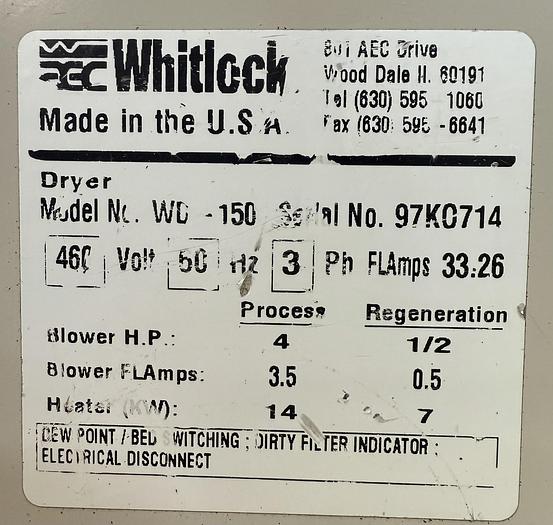 AEC Whitlock
801 AEC Drive
Wood Dale Il. 60191
Tel (630) 595 - 1060
Fax (630) 595 - 6641
Made in the U.S.A.
Dryer
Model No. WD - 150 Serial No. 97K0714
460 Volt 60 Hz 3 Ph FLAmps 33.26
Process Regeneration
Blower H.P.: 4 1/2
Blower FLAmps: 3.5 0.5
Heater (KW): 14 7
DEW POINT / BED SWITCHING ; DIRTY FILTER INDICATOR ;
ELECTRICAL DISCONNECT